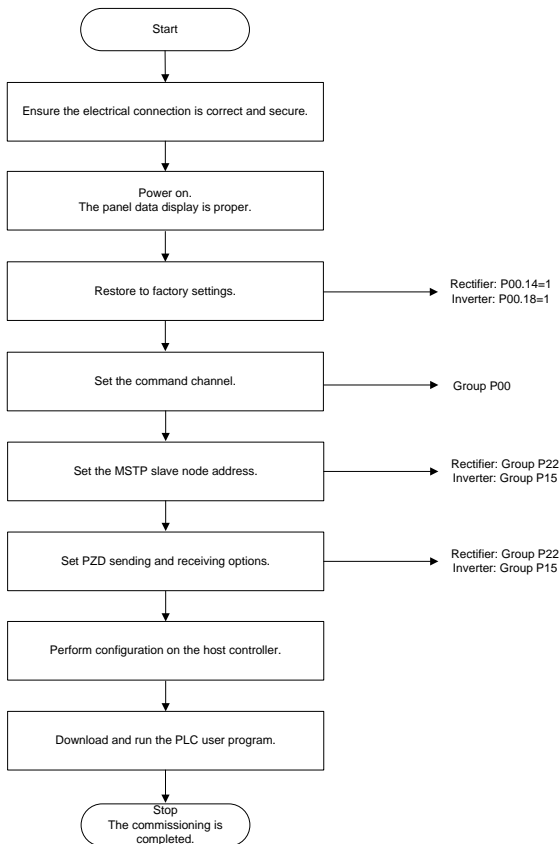 Start
Ensure the electrical connection is correct and secure.
Power on.
The panel data display is proper.
Restore to factory settings.
Rectifier: P00.14=1
Inverter: P00.18=1
Set the command channel.
Group P00
Set the MSTP slave node address.
Rectifier: Group P22
Inverter: Group P15
Set PZD sending and receiving options.
Rectifier: Group P22
Inverter: Group P15
Perform configuration on the host controller.
Download and run the PLC user program.
Stop
The commissioning is
completed.